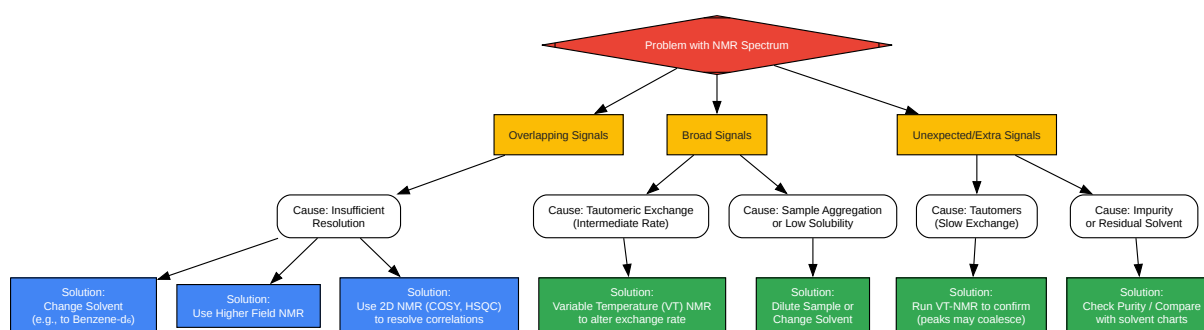 Problem with NMR Spectrum
Overlapping Signals
Broad Signals
Unexpected/Extra Signals
Cause: Insufficient
Resolution
Cause: Tautomeric Exchange
(Intermediate Rate)
Cause: Sample Aggregation
or Low Solubility
Cause: Tautomers
(Slow Exchange)
Cause: Impurity
or Residual Solvent
Solution:
Change Solvent
(e.g., to Benzene-d₆)
Solution:
Use Higher Field NMR
Solution:
Use 2D NMR (COSY, HSQC)
to resolve correlations
Solution:
Variable Temperature (VT) NMR
to alter exchange rate
Solution:
Dilute Sample or
Change Solvent
Solution:
Run VT-NMR to confirm
(peaks may coalesce)
Solution:
Check Purity / Compare
with solvent charts